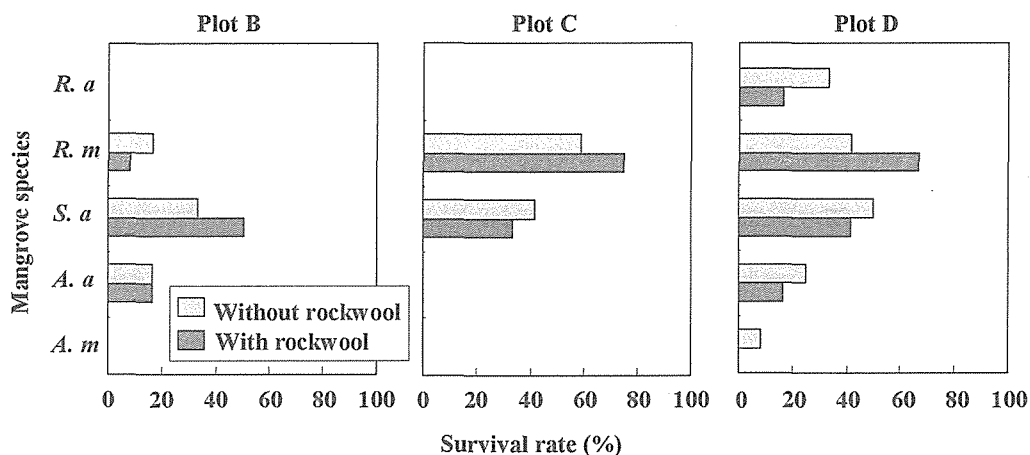 Plot B
Plot C
Plot D
Mangrove species
R. a
R. m
S. a
A. a
A. m
Without rockwool
With rockwool
0 20 40 60 80 100
0 20 40 60 80 100
0 20 40 60 80 100
Survival rate (%)